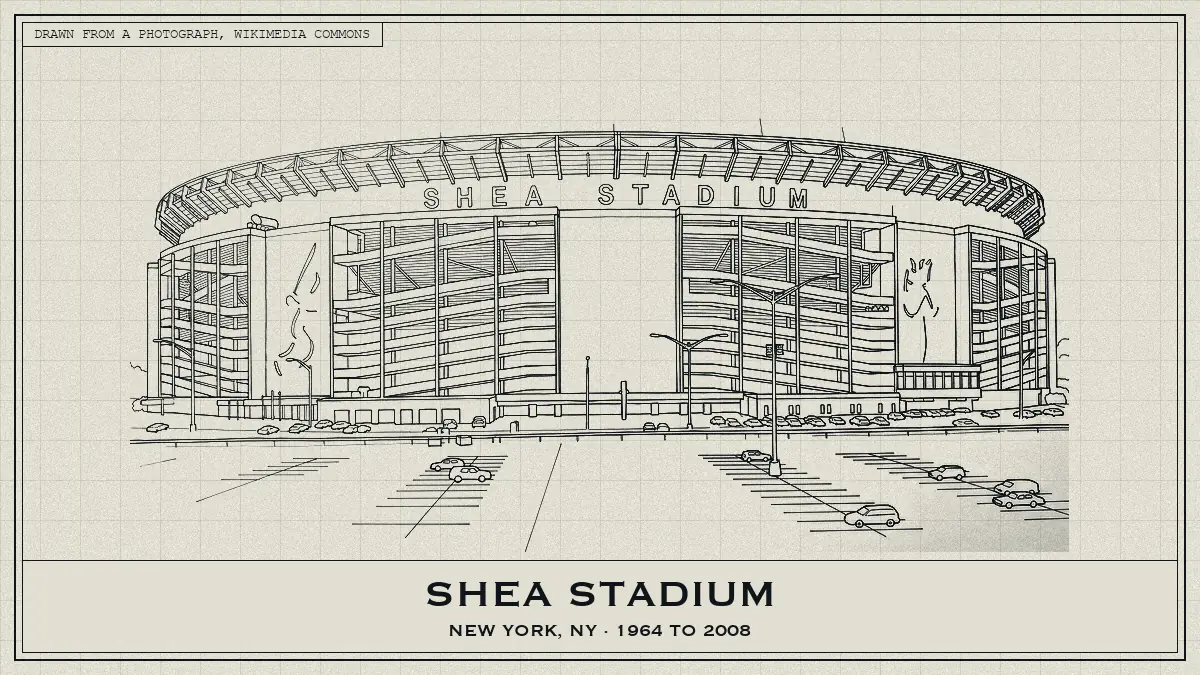 DRAWN FROM A PHOTOGRAPH, WIKIMEDIA COMMONS
SHEA STADIUM
SHEA STADIUM
NEW YORK, NY · 1964 TO 2008